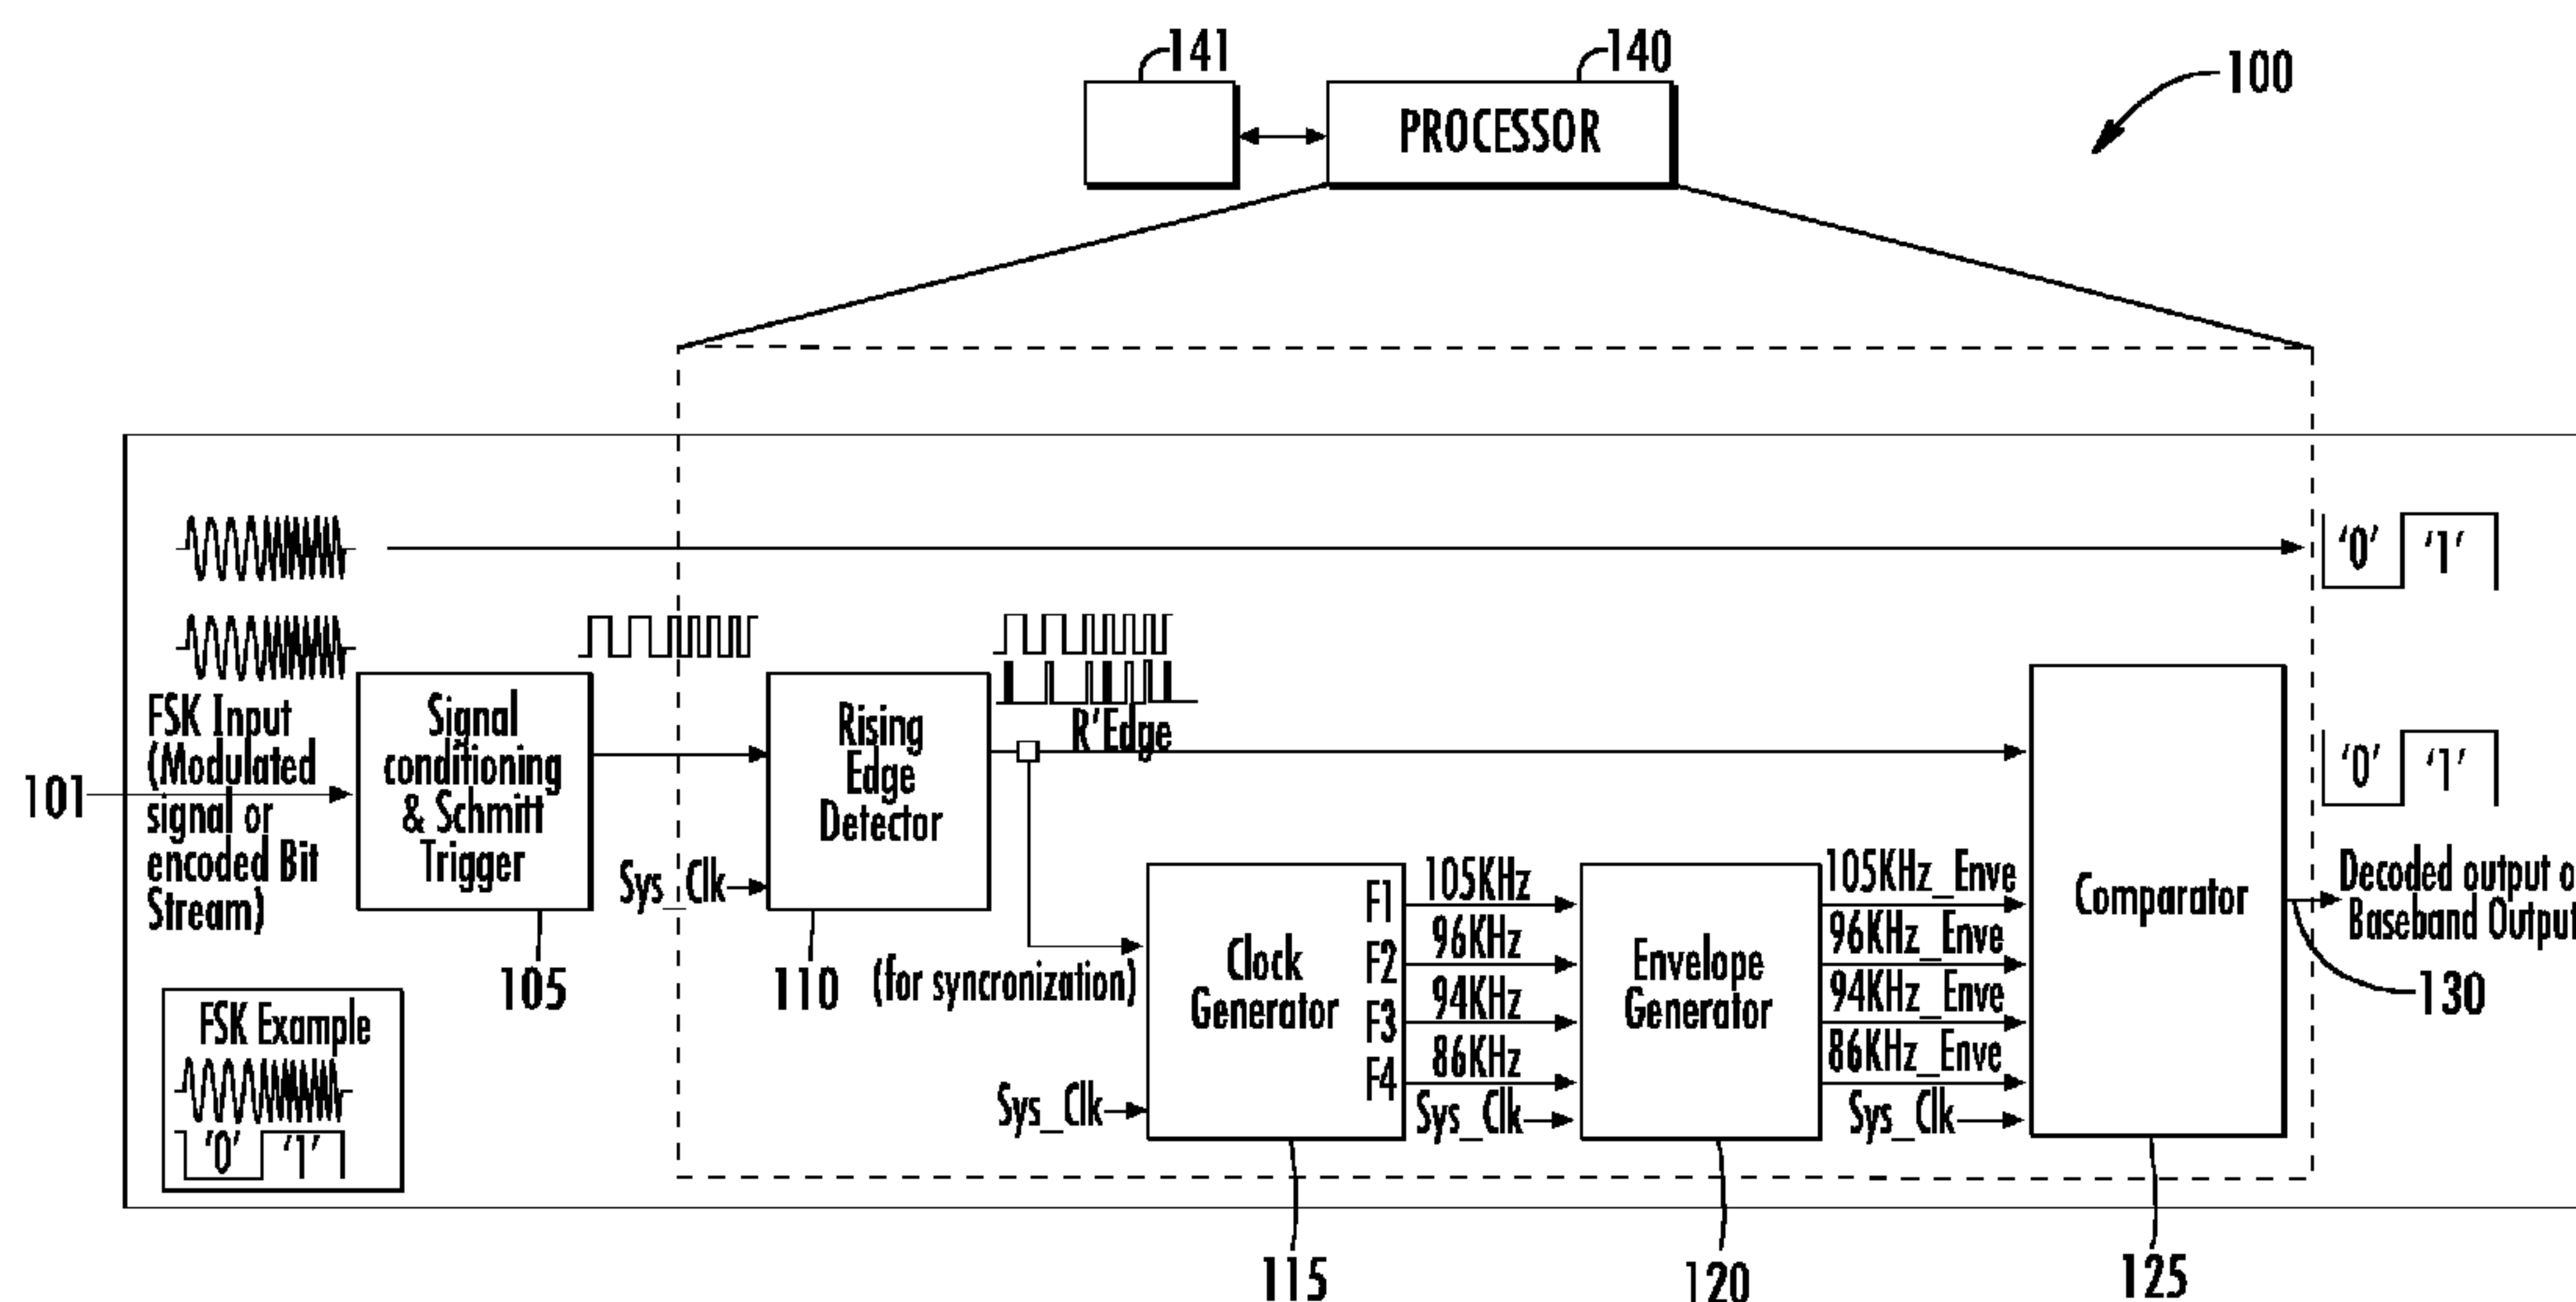 141
140
100
PROCESSOR
'0' '1'
R'Edge
'0' '1'
101
FSK Input
(Modulated
signal or
encoded Bit
Stream)
Signal
conditioning
& Schmitt
Trigger
105
Sys_Clk
Rising
Edge
Detector
110
(for syncronization)
Clock
Generator
F1
F2
F3
F4
Sys_Clk
115
105KHz
96KHz
94KHz
86KHz
Sys_Clk
Envelope
Generator
120
105KHz_Enve
96KHz_Enve
94KHz_Enve
86KHz_Enve
Sys_Clk
Comparator
125
Decoded output o
Baseband Output
130
FSK Example
'0' '1'